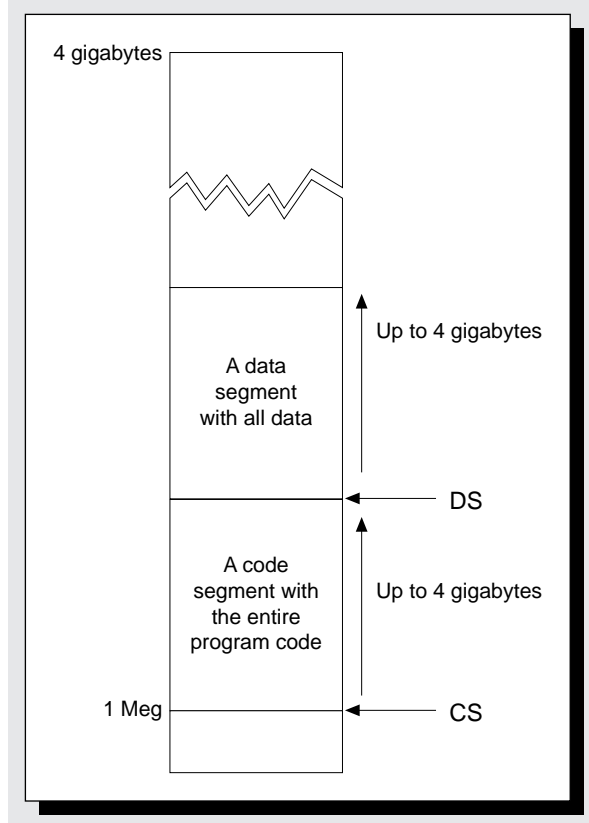 4 gigabytes
Up to 4 gigabytes
A data
segment
with all data
DS
A code
segment with
the entire
program code
Up to 4 gigabytes
1 Meg
CS